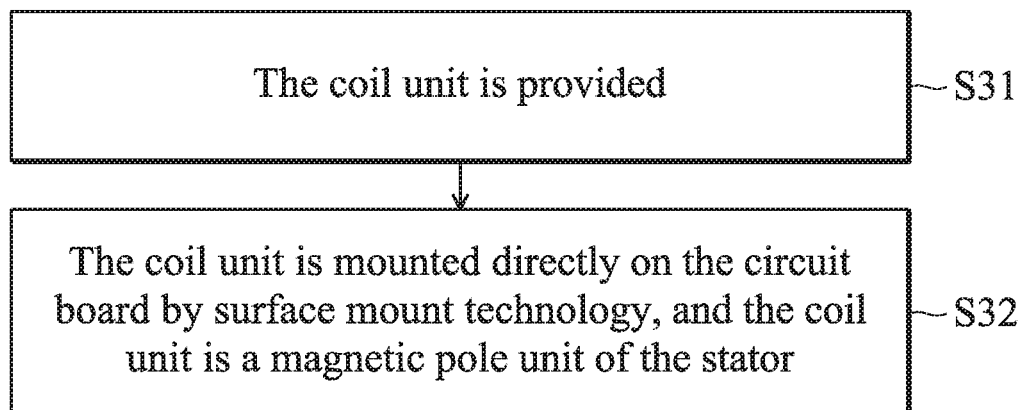 The coil unit is provided
S31
The coil unit is mounted directly on the circuit
board by surface mount technology, and the coil
unit is a magnetic pole unit of the stator
S32